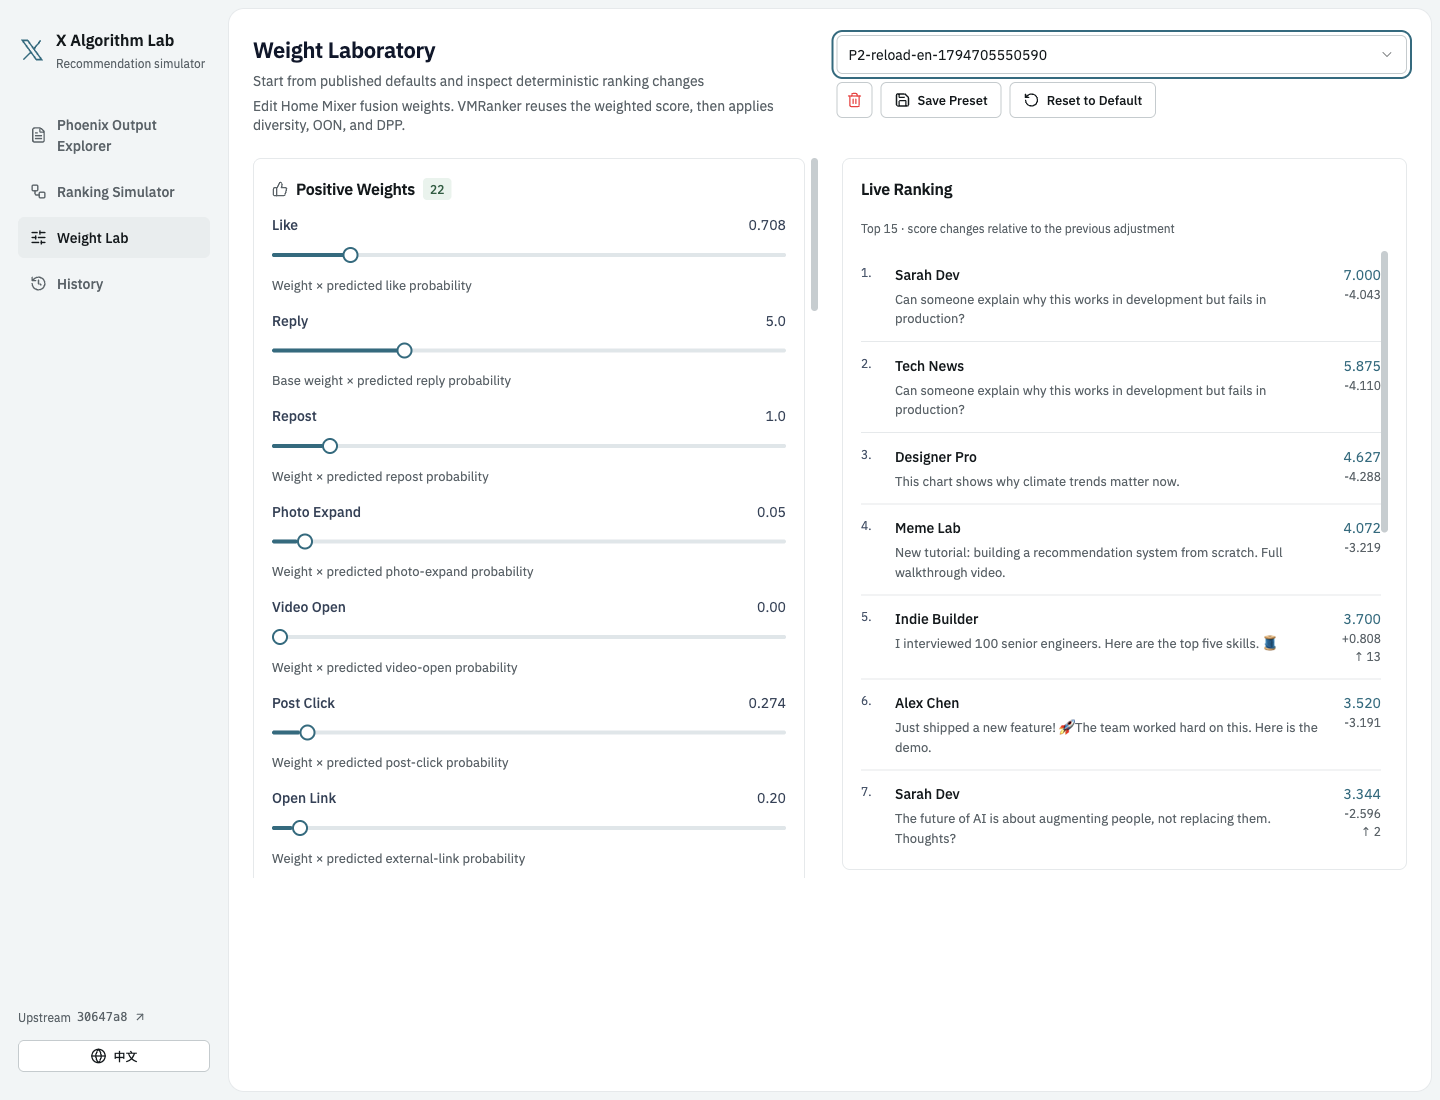 X Algorithm Lab
Recommendation simulator
Phoenix Output
Explorer
Ranking Simulator
Weight Lab
History
Upstream 30647a8 ↗
中文
Weight Laboratory
Start from published defaults and inspect deterministic ranking changes
Edit Home Mixer fusion weights. VMRanker reuses the weighted score, then applies
diversity, OON, and DPP.
P2-reload-en-1794705550590
Save Preset
Reset to Default
Positive Weights 22
Like 0.708
Weight × predicted like probability
Reply 5.0
Base weight × predicted reply probability
Repost 1.0
Weight × predicted repost probability
Photo Expand 0.05
Weight × predicted photo-expand probability
Video Open 0.00
Weight × predicted video-open probability
Post Click 0.274
Weight × predicted post-click probability
Open Link 0.20
Weight × predicted external-link probability
Live Ranking
Top 15 · score changes relative to the previous adjustment
1. Sarah Dev 7.000
-4.043
Can someone explain why this works in development but fails in
production?
2. Tech News 5.875
-4.110
Can someone explain why this works in development but fails in
production?
3. Designer Pro 4.627
This chart shows why climate trends matter now. -4.288
4. Meme Lab 4.072
-3.219
New tutorial: building a recommendation system from scratch. Full
walkthrough video.
5. Indie Builder 3.700
I interviewed 100 senior engineers. Here are the top five skills. 🧵 +0.808
↑ 13
6. Alex Chen 3.520
Just shipped a new feature! 🚀The team worked hard on this. Here is the -3.191
demo.
7. Sarah Dev 3.344
-2.596
The future of AI is about augmenting people, not replacing them.
↑ 2
Thoughts?